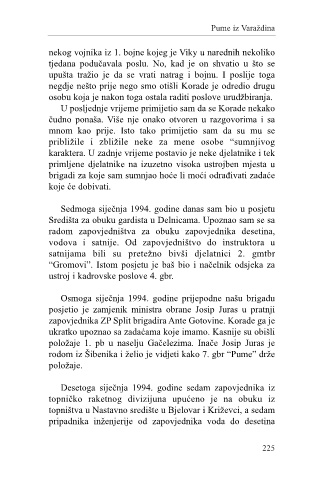 Pume iz Varaždina
nekog vojnika iz 1. bojne kojeg je Viky u narednih nekoliko
tjedana podučavala poslu. No, kad je on shvatio u što se
upušta tražio je da se vrati natrag i bojnu. I poslije toga
negdje nešto prije nego smo otišli Korade je odredio drugu
osobu koja je nakon toga ostala raditi poslove urudžbiranja.
U posljednje vrijeme primijetio sam da se Korade nekako
čudno ponaša. Više nje onako otvoren u razgovorima i sa
mnom kao prije. Isto tako primijetio sam da su mu se
približile i zbližile neke za mene osobe “sumnjivog
karaktera. U zadnje vrijeme postavio je neke djelatnike i tek
primljene djelatnike na izuzetno visoka ustrojben mjesta u
brigadi za koje sam sumnjao hoće li moći odrađivati zadaće
koje će dobivati.
Sedmoga siječnja 1994. godine danas sam bio u posjetu
Središta za obuku gardista u Delnicama. Upoznao sam se sa
radom zapovjedništva za obuku zapovjednika desetina,
vodova i satnije. Od zapovjedništvo do instruktora u
satnijama bili su pretežno bivši djelatnici 2. gmtbr
“Gromovi”. Istom posjetu je baš bio i načelnik odsjeka za
ustroj i kadrovske poslove 4. gbr.
Osmoga siječnja 1994. godine prijepodne našu brigadu
posjetio je zamjenik ministra obrane Josip Juras u pratnji
zapovjednika ZP Split brigadira Ante Gotovine. Korade ga je
ukratko upoznao sa zadaćama koje imamo. Kasnije su obišli
položaje 1. pb u naselju Gaćelezima. Inače Josip Juras je
rodom iz Šibenika i želio je vidjeti kako 7. gbr “Pume” drže
položaje.
Desetoga siječnja 1994. godine sedam zapovjednika iz
topničko raketnog divizijuna upućeno je na obuku iz
topništva u Nastavno središte u Bjelovar i Križevci, a sedam
pripadnika inženjerije od zapovjednika voda do desetina
225